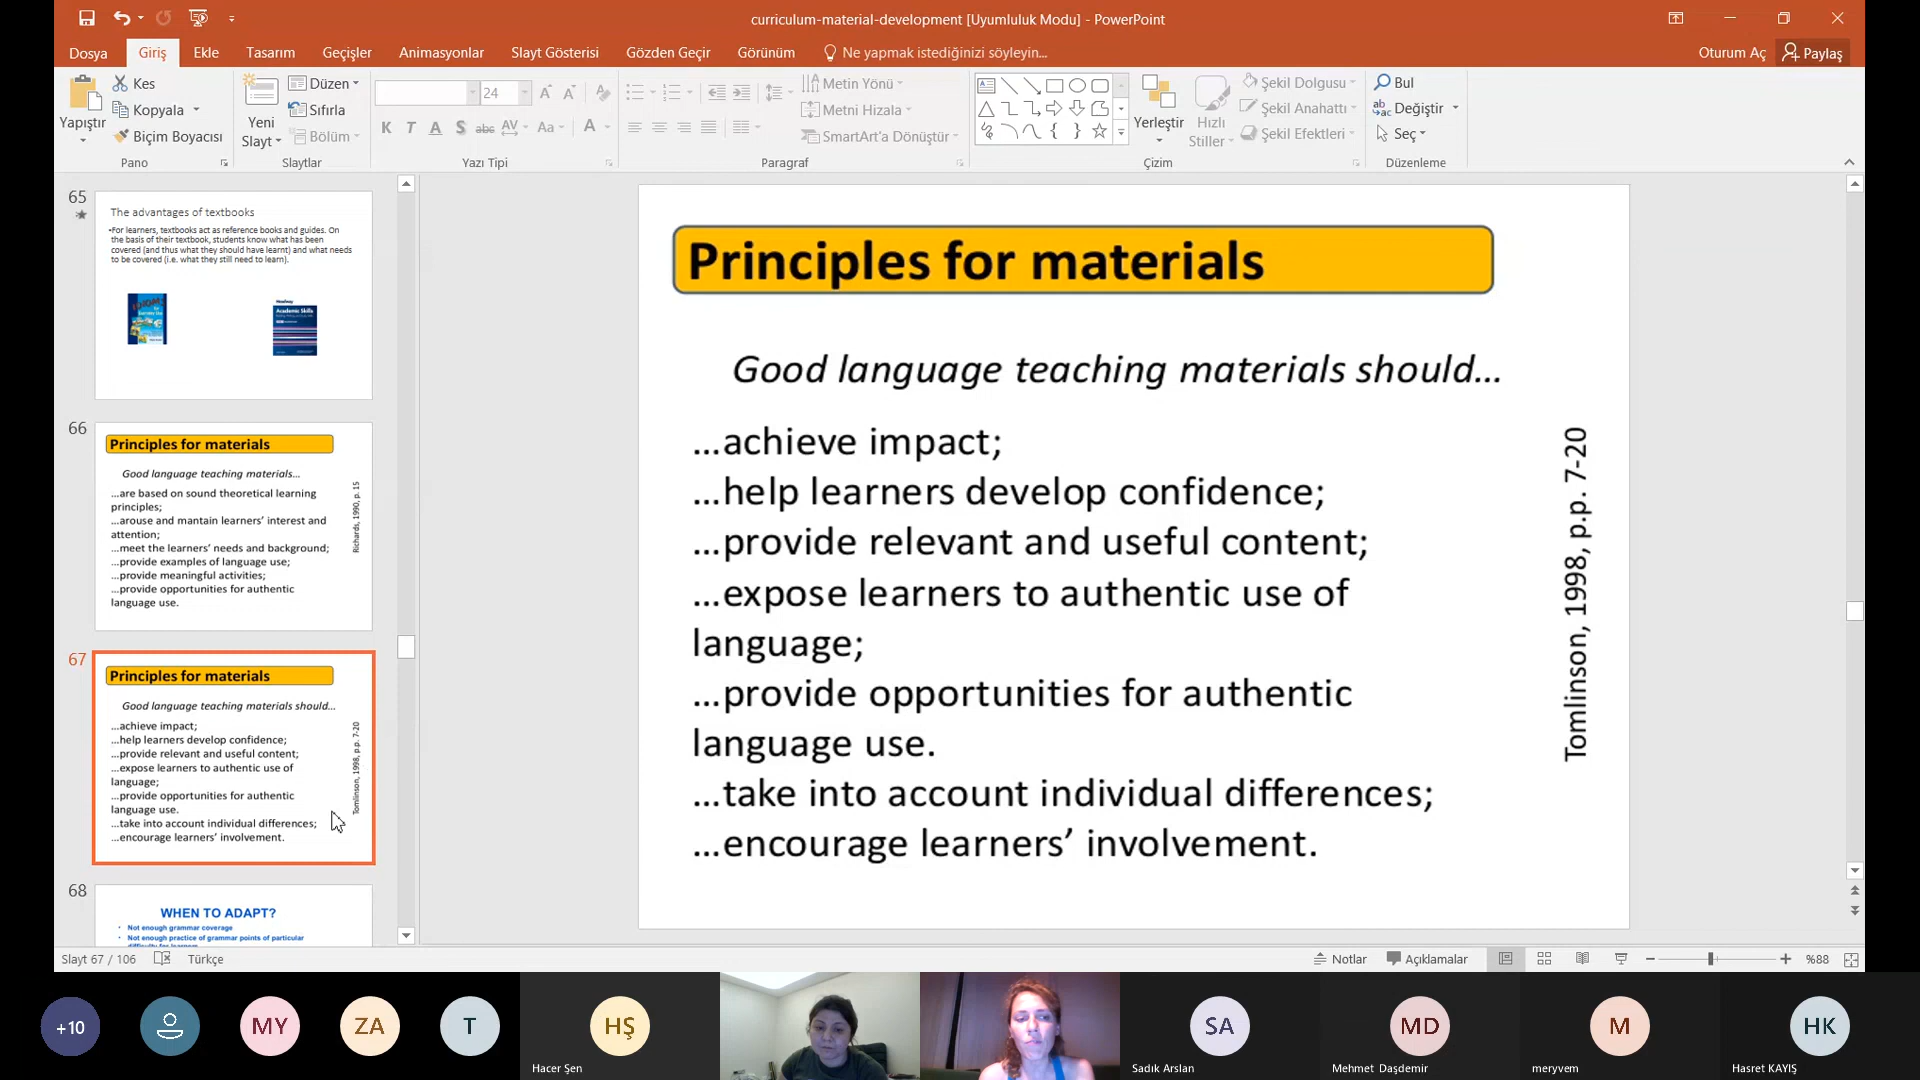 curriculum-material-development [Uyumluluk Modu] - PowerPoint
Dosya Giriş Ekle Tasarım Geçişler Animasyonlar Slayt Gösterisi Gözden Geçir Görünüm Ne yapmak istediğinizi söyleyin... Oturum Aç Paylaş
Yapıştır
Kes
Kopyala
Biçim Boyacısı
Pano
Yeni
Slayt
Düzen
Sıfırla
Bölüm
Slaytlar
24
K T A S abc AV Aa A
Yazı Tipi
Metin Yönü
Metni Hizala
SmartArt'a Dönüştür
Paragraf
Yerleştir
Hızlı
Stiller
Şekil Dolgusu
Şekil Anahattı
Şekil Efektleri
Çizim
Bul
Değiştir
Seç
Düzenleme
65
The advantages of textbooks
•For learners, textbooks act as reference books and guides. On
the basis of their textbook, students know what has been
covered (and thus what they should have learnt) and what needs
to be covered (i.e. what they still need to learn).
Academic Skills
66
Principles for materials
Good language teaching materials...
...are based on sound theoretical learning
principles;
...arouse and mantain learners' interest and
attention;
...meet the learners' needs and background;
...provide examples of language use;
...provide meaningful activities;
...provide opportunities for authentic
language use.
Richards, 1990, p. 15
67
Principles for materials
Good language teaching materials should...
...achieve impact;
...help learners develop confidence;
...provide relevant and useful content;
...expose learners to authentic use of
language;
...provide opportunities for authentic
language use.
...take into account individual differences;
...encourage learners' involvement.
Tomlinson, 1998, p.p. 7-20
68
WHEN TO ADAPT?
• Not enough grammar coverage
• Not enough practice of grammar points of particular
difficulty for learners
Principles for materials
Good language teaching materials should...
...achieve impact;
...help learners develop confidence;
...provide relevant and useful content;
...expose learners to authentic use of
language;
...provide opportunities for authentic
language use.
...take into account individual differences;
...encourage learners’ involvement.
Tomlinson, 1998, p.p. 7-20
Slayt 67 / 106 Türkçe Notlar Açıklamalar %88
+10 MY ZA T HŞ SA MD M HK
Hacer Şen Sadık Arslan Mehmet Daşdemir meryvem Hasret KAYIŞ